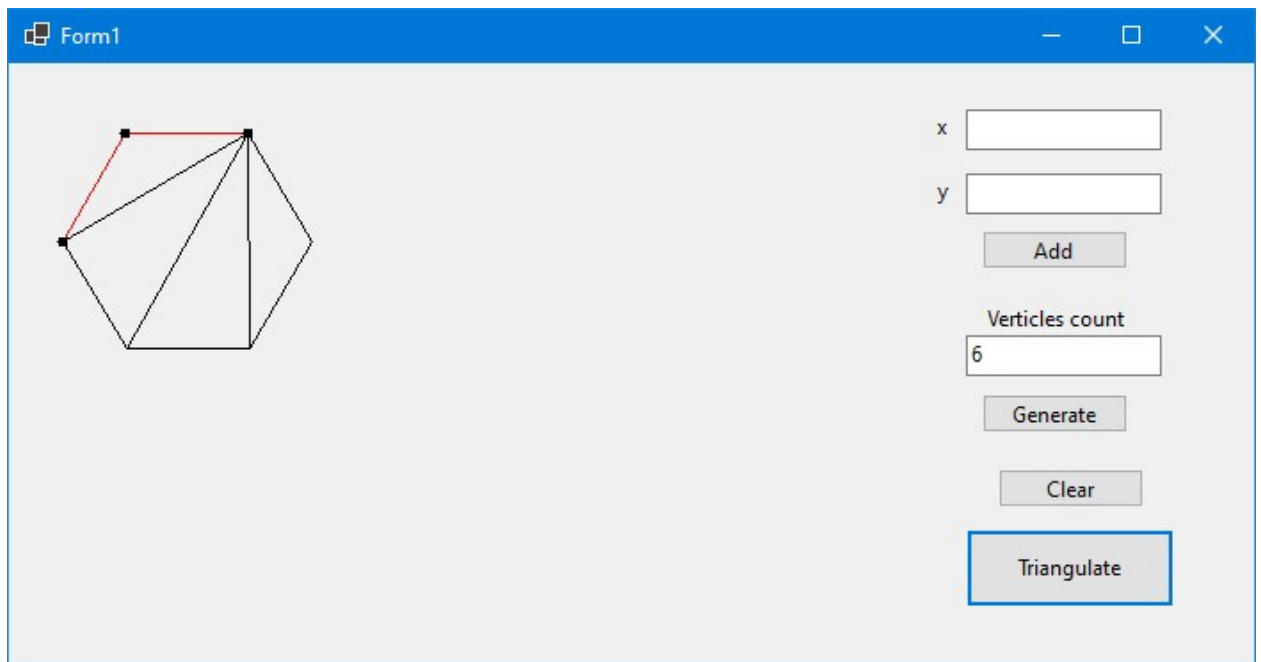 Form1
x
y
Add
Verticles count
6
Generate
Clear
Triangulate